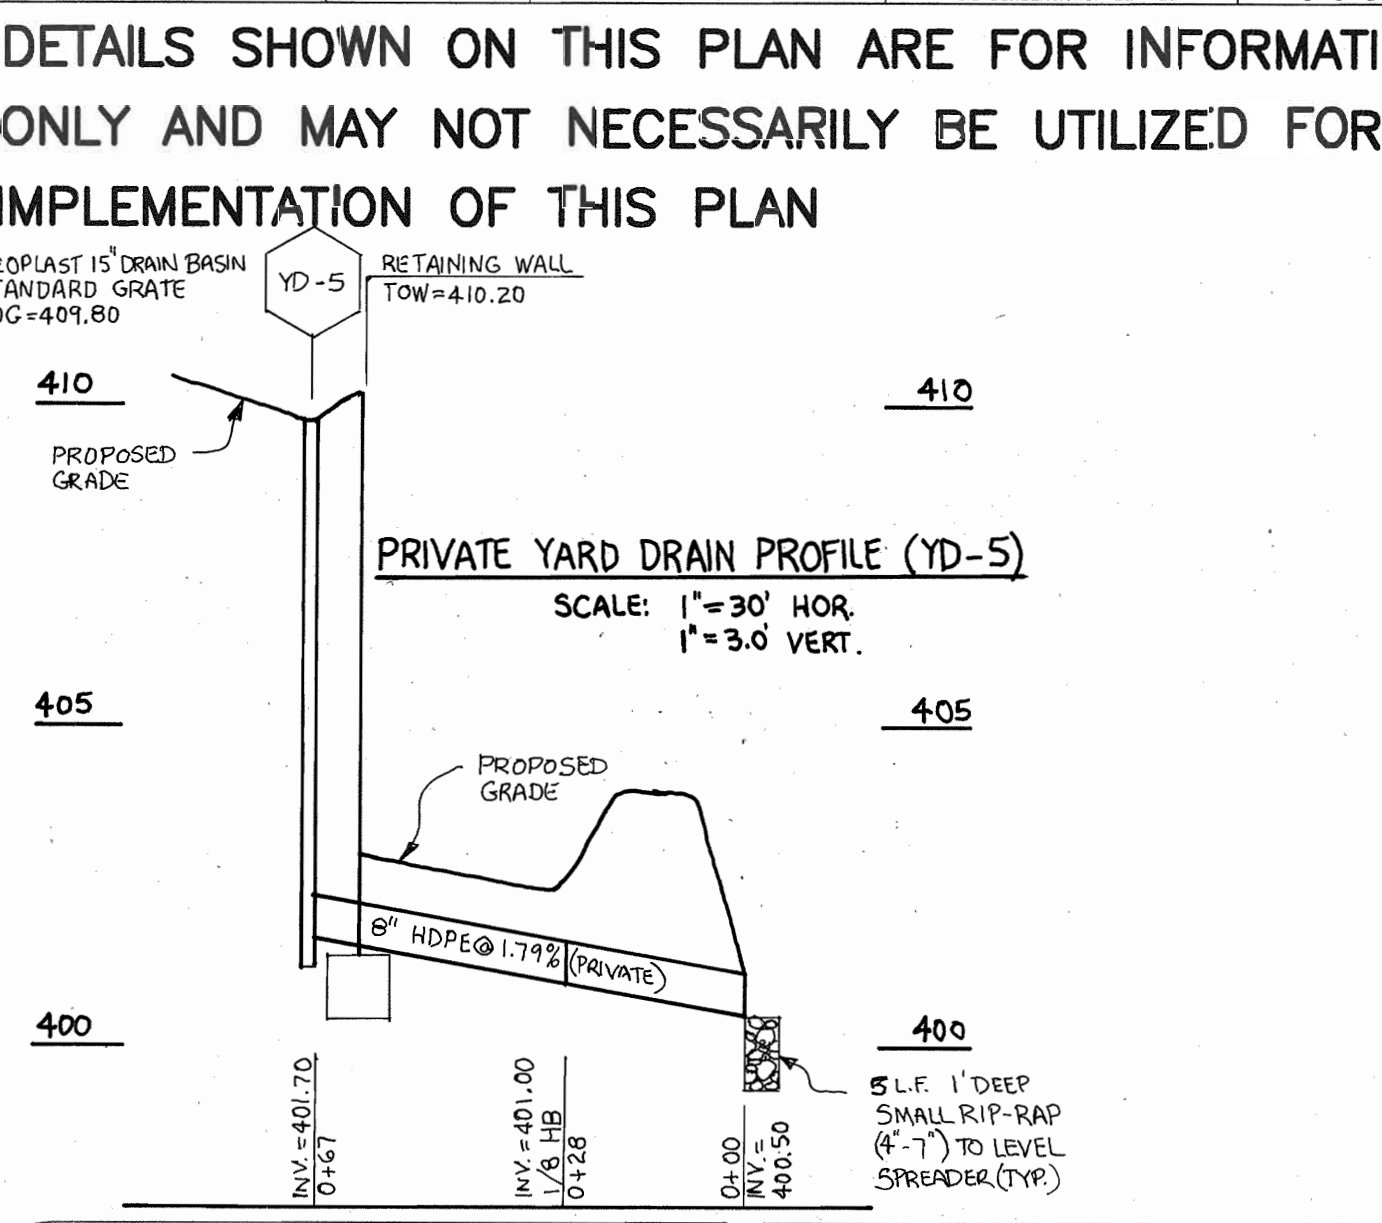 DETAILS SHOWN ON THIS PLAN ARE FOR INFORMATI
ONLY AND MAY NOT NECESSARILY BE UTILIZED FOR
IMPLEMENTATION OF THIS PLAN
EOPLAST 15" DRAIN BASIN
TANDARD GRATE
OG=409.80
YD-5
RETAINING WALL
TOW=410.20
410
410
PROPOSED
GRADE
PRIVATE YARD DRAIN PROFILE (YD-5)
SCALE: 1"=30' HOR.
1"=3.0' VERT.
405
405
PROPOSED
GRADE
8" HDPE@ 1.79% (PRIVATE)
400
400
INV.=401.70
0+67
INV.=401.00
1/8 HB
0+28
0+00
INV.=
400.50
5 L.F. 1' DEEP
SMALL RIP-RAP
(4"-7") TO LEVEL
SPREADER (TYP.)